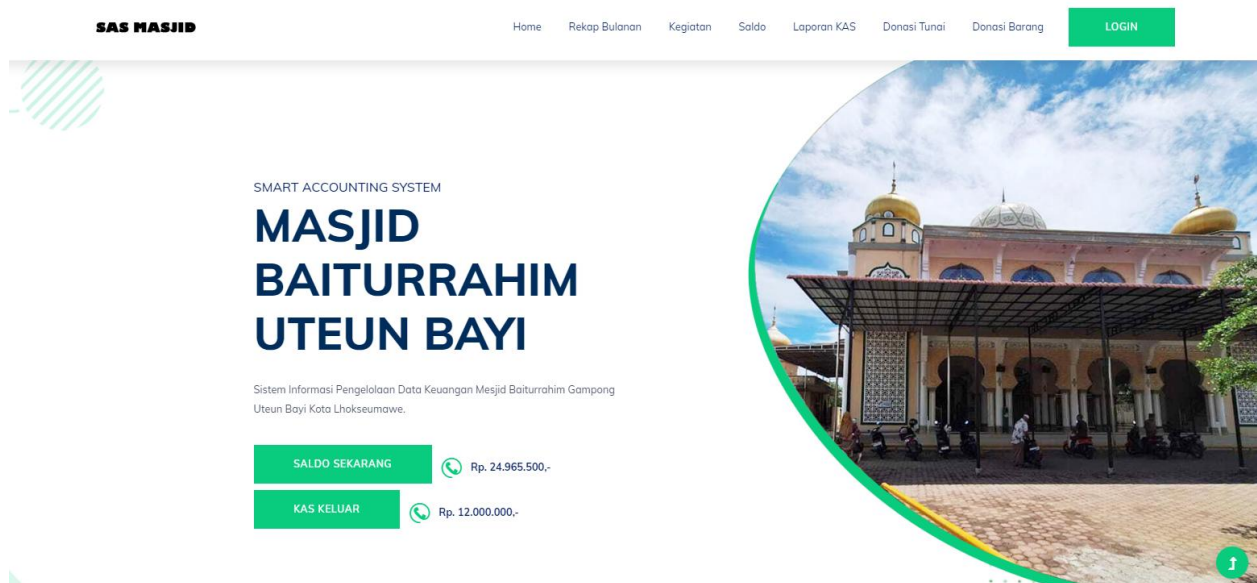 SAS MASJID
Home Rekap Bulanan Kegiatan Saldo Laporan KAS Donasi Tunai Donasi Barang LOGIN
SMART ACCOUNTING SYSTEM
MASJID
BAITURRAHIM
UTEUN BAYI
Sistem Informasi Pengelolaan Data Keuangan Mesjid Baiturrahim Gampong
Uteun Bayi Kota Lhokseumawe.
SALDO SEKARANG Rp. 24.965.500,-
KAS KELUAR Rp. 12.000.000,-